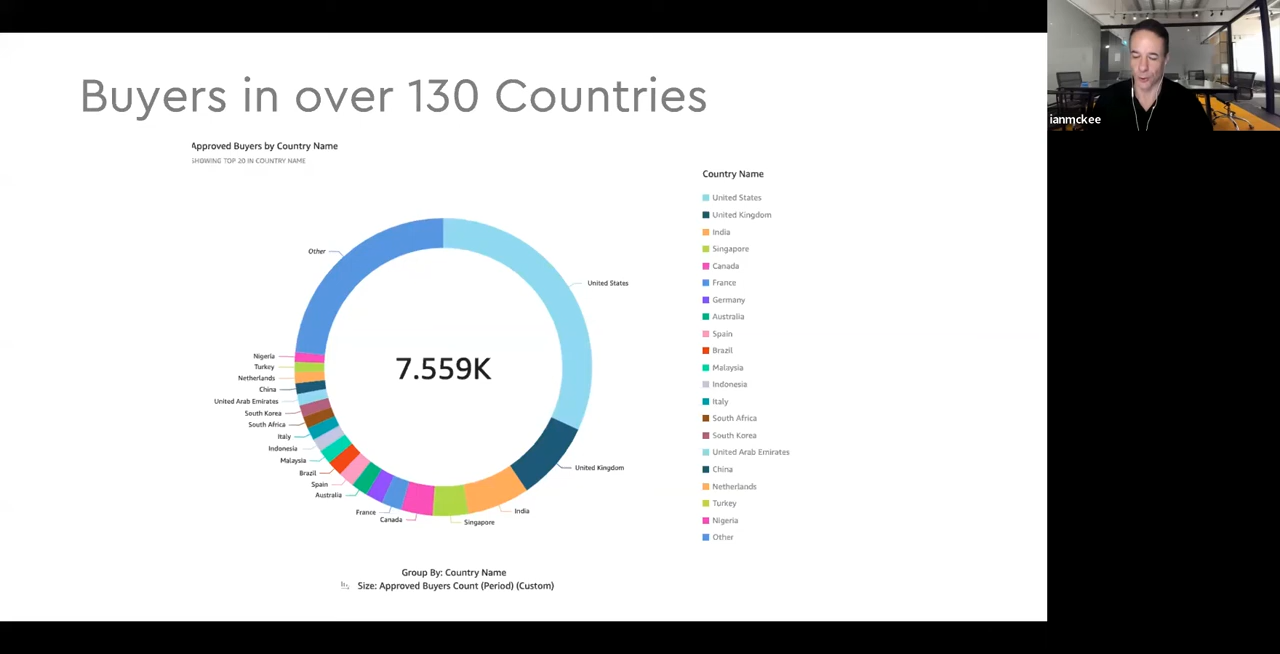 Buyers in over 130 Countries
ianmckee
Approved Buyers by Country Name
SHOWING TOP 20 IN COUNTRY NAME
Country Name
United States
United Kingdom
India
Singapore
Canada
France
Germany
Australia
Spain
Brazil
Malaysia
Indonesia
Italy
South Africa
South Korea
United Arab Emirates
China
Netherlands
Turkey
Nigeria
Other
Other
United States
Nigeria
Turkey
Netherlands
China
United Arab Emirates
South Korea
South Africa
Italy
Indonesia
Malaysia
Brazil
Spain
Australia
France
Canada
Singapore
India
United Kingdom
7.559K
Group By: Country Name
Size: Approved Buyers Count (Period) (Custom)